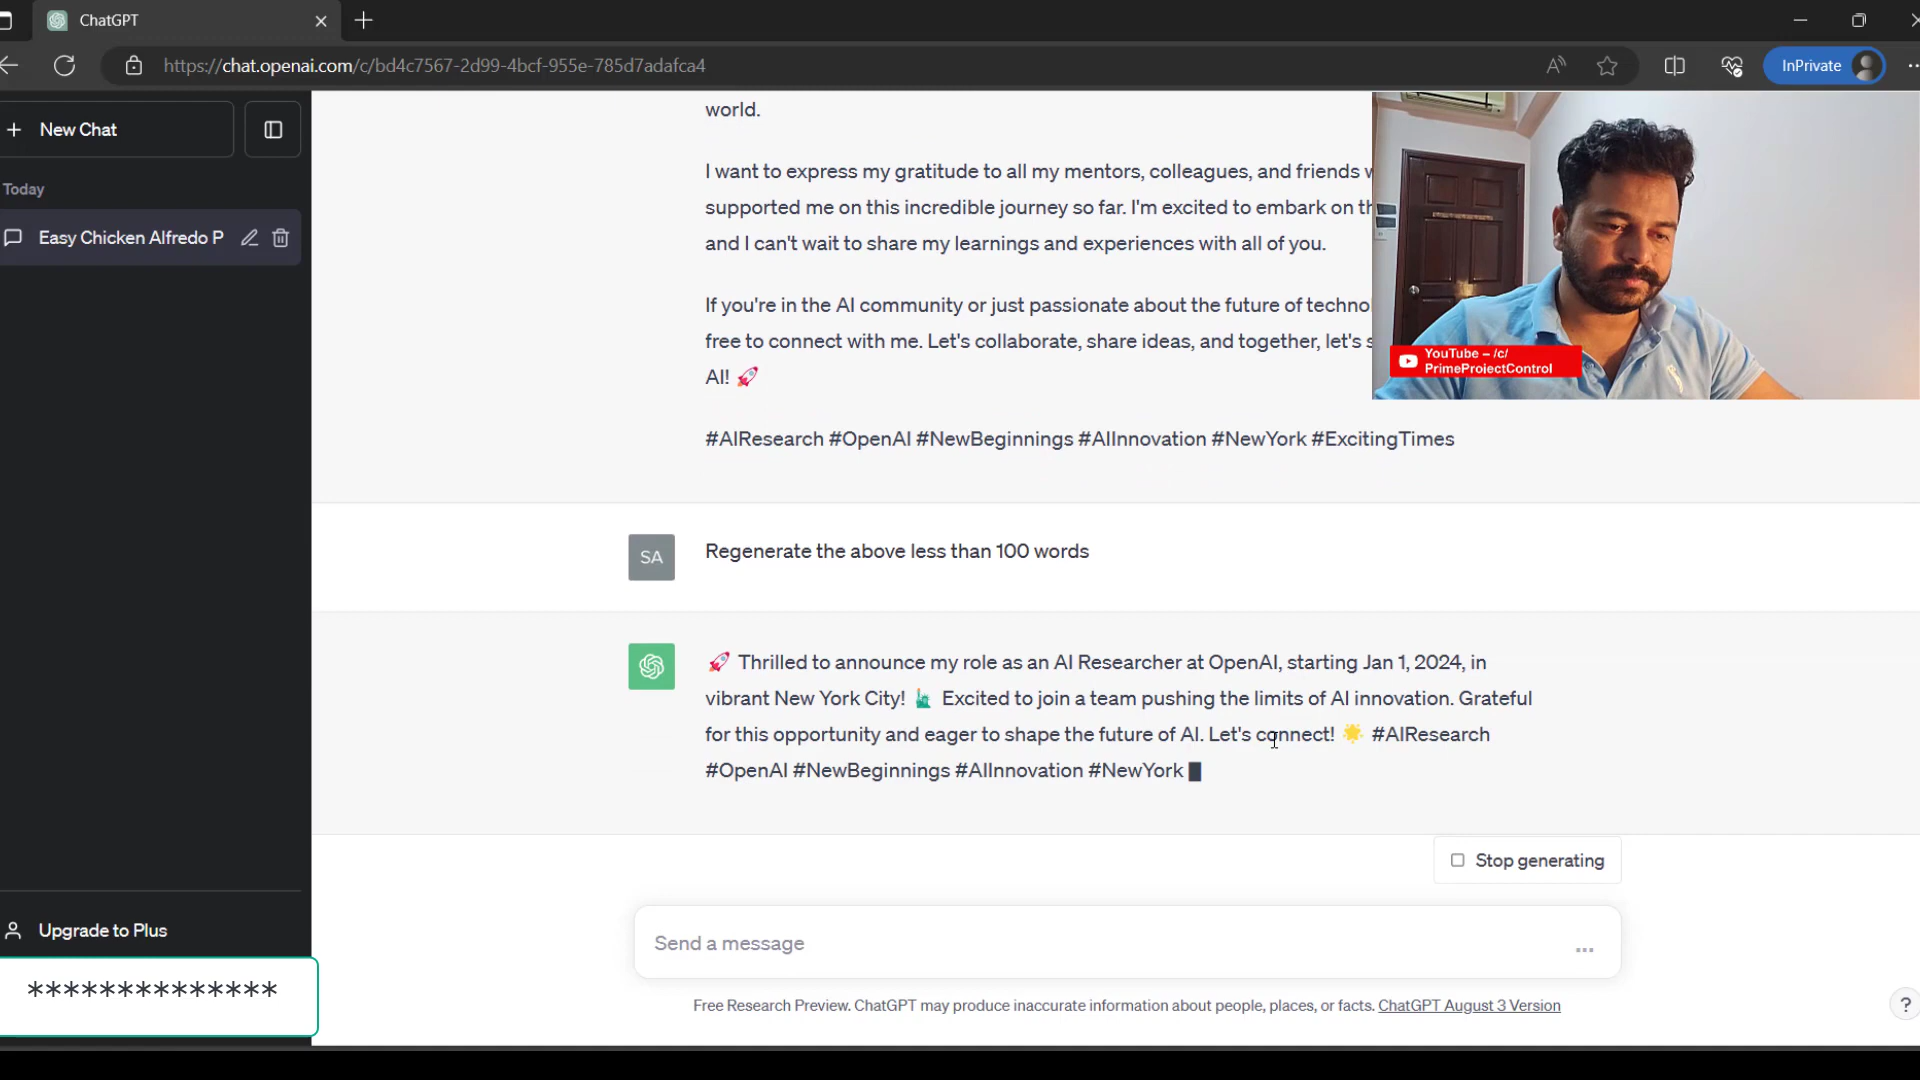 ChatGPT
https://chat.openai.com/c/bd4c7567-2d99-4bcf-955e-785d7adafca4
InPrivate
New Chat
Today
Easy Chicken Alfredo P
world.
I want to express my gratitude to all my mentors, colleagues, and friends
supported me on this incredible journey so far. I'm excited to embark on
and I can't wait to share my learnings and experiences with all of you.
If you're in the AI community or just passionate about the future of
free to connect with me. Let's collaborate, share ideas, and together, let's
AI! 🚀
#AIResearch #OpenAI #NewBeginnings #AIInnovation #NewYork #ExcitingTimes
YouTube – /c/
PrimeProjectControl
SA
Regenerate the above less than 100 words
🚀 Thrilled to announce my role as an AI Researcher at OpenAI, starting Jan 1, 2024, in
vibrant New York City! 🗽 Excited to join a team pushing the limits of AI innovation. Grateful
for this opportunity and eager to shape the future of AI. Let's connect! 🌟 #AIResearch
#OpenAI #NewBeginnings #AIInnovation #NewYork
Stop generating
Send a message
Free Research Preview. ChatGPT may produce inaccurate information about people, places, or facts. ChatGPT August 3 Version
?
Upgrade to Plus
**************